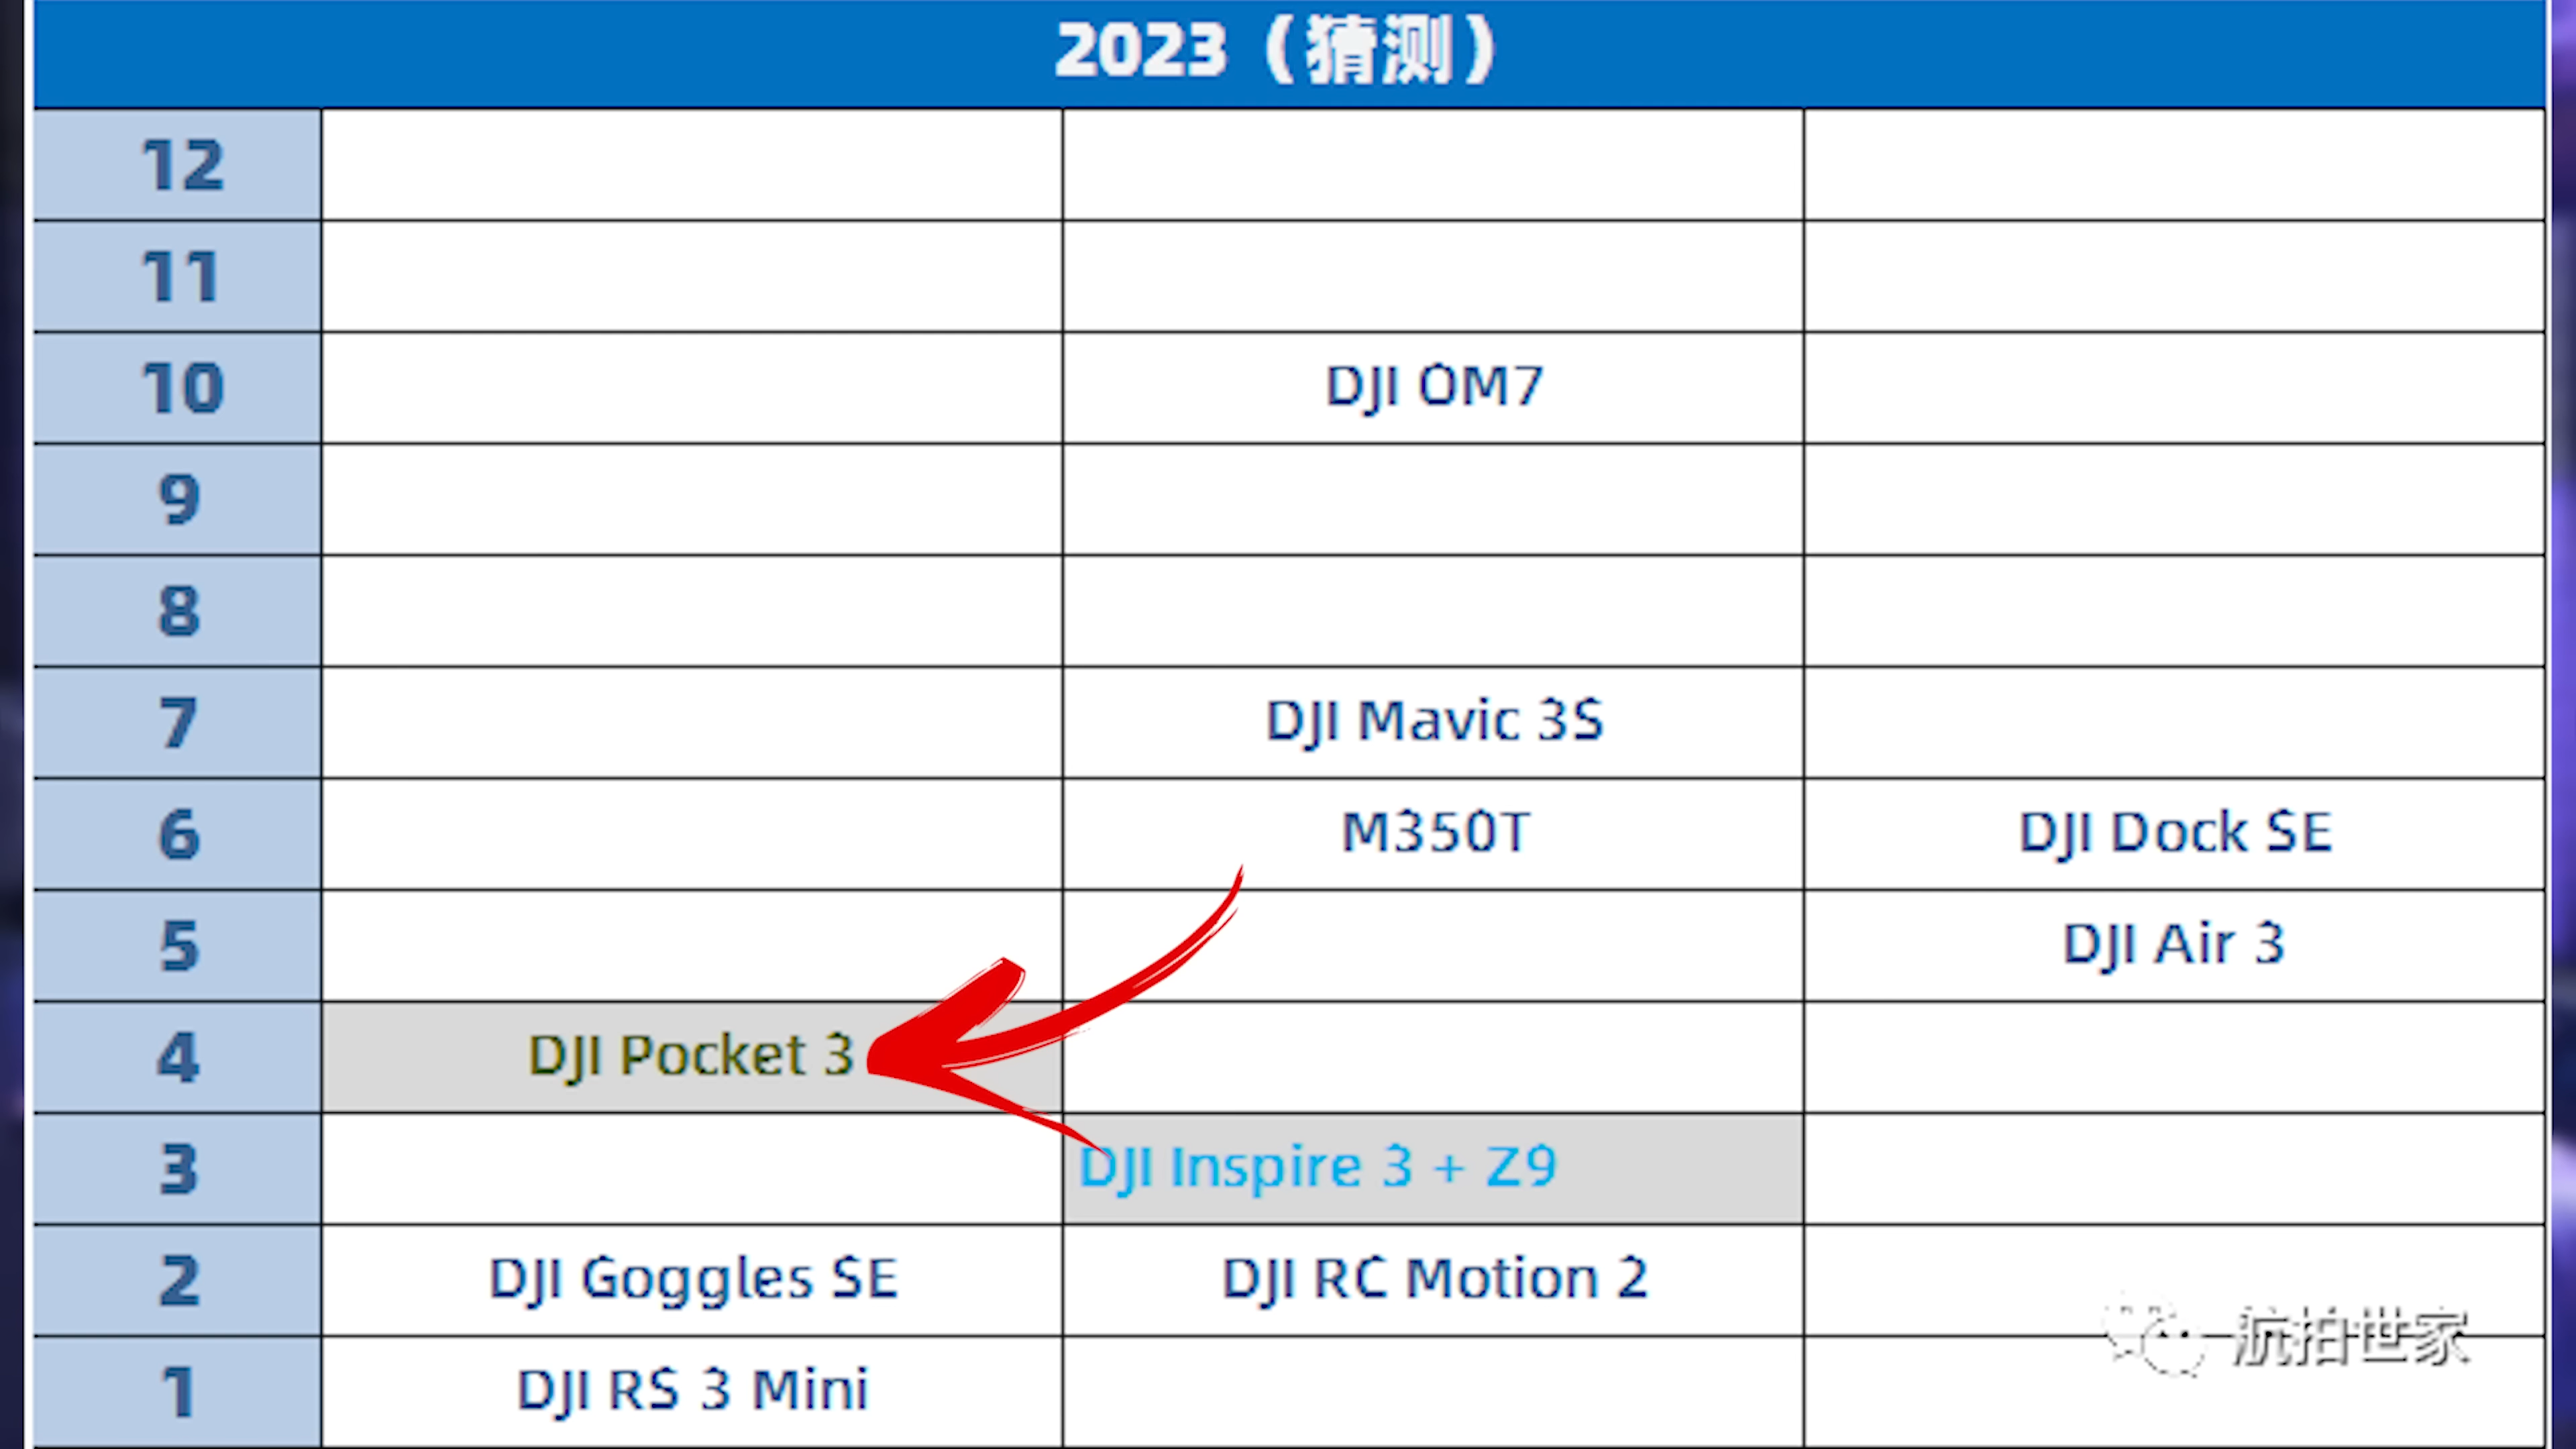 2023（猜测）
12
11
10 DJI OM7
9
8
7 DJI Mavic 3S
6 M350T DJI Dock SE
5 DJI Air 3
4 DJI Pocket 3
3 DJI Inspire 3 + Z9
2 DJI Goggles SE DJI RC Motion 2
航拍世家
1 DJI RS 3 Mini